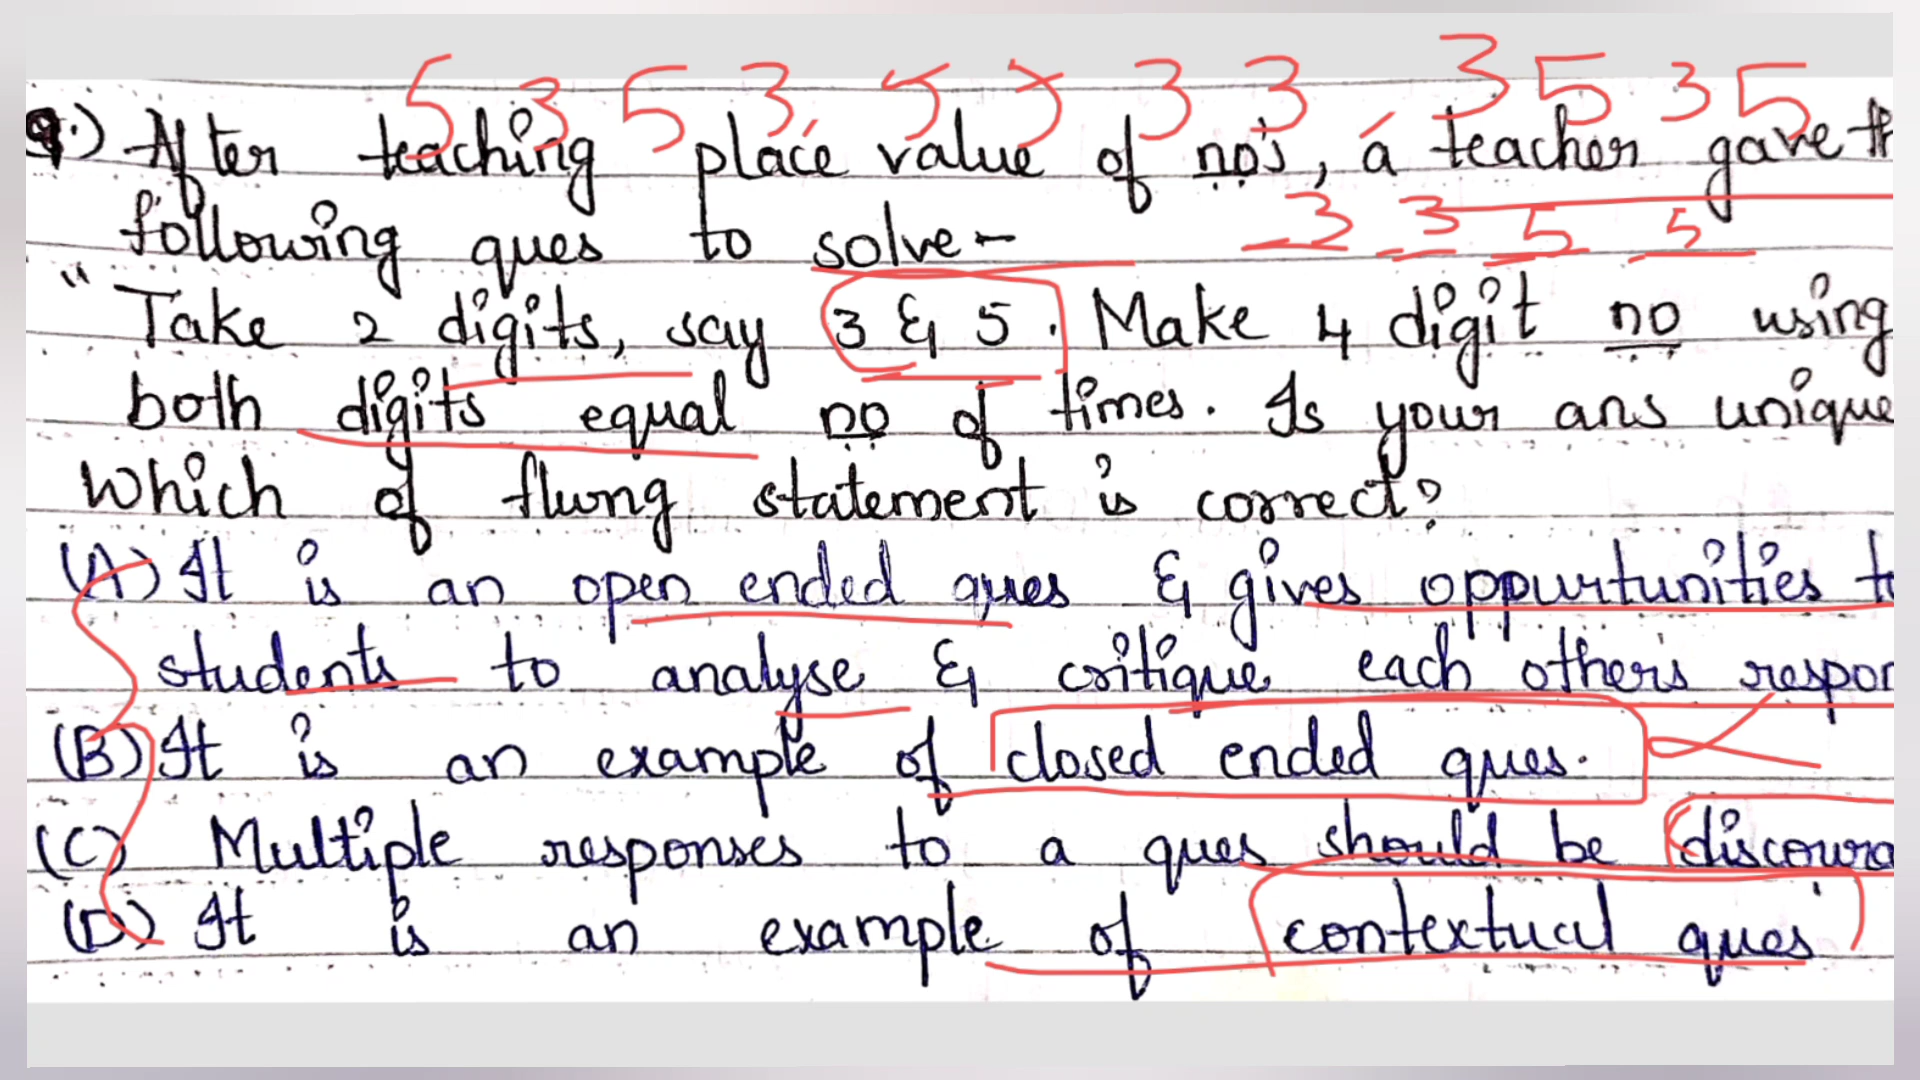 5 3 5 3 5 5 3 3 3 5 3 5
9.) After teaching place value of no's, a teacher gave th
following ques to solve-
3 3 5 5
"Take 2 digits, say 3 & 5. Make 4 digit no using
both digits equal no of times. Is your ans unique
Which of flwng statement is correct?
(A) It is an open ended ques & gives oppurtunities to
students to analyse & critique each others respon
(B) It is an example of closed ended ques.
(C) Multiple responses to a ques should be discoura
(D) It is an example of contextual ques